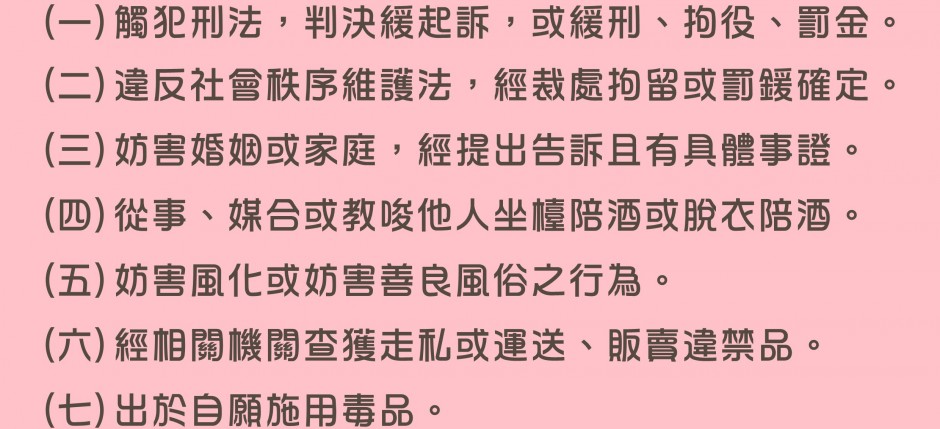 (一)觸犯刑法，判決緩起訴，或緩刑、拘役、罰金。
(二)違反社會秩序維護法，經裁處拘留或罰鍰確定。
(三)妨害婚姻或家庭，經提出告訴且有具體事證。
(四)從事、媒合或教唆他人坐檯陪酒或脫衣陪酒。
(五)妨害風化或妨害善良風俗之行為。
(六)經相關機關查獲走私或運送、販賣違禁品。
(七)出於自願施用毒品。